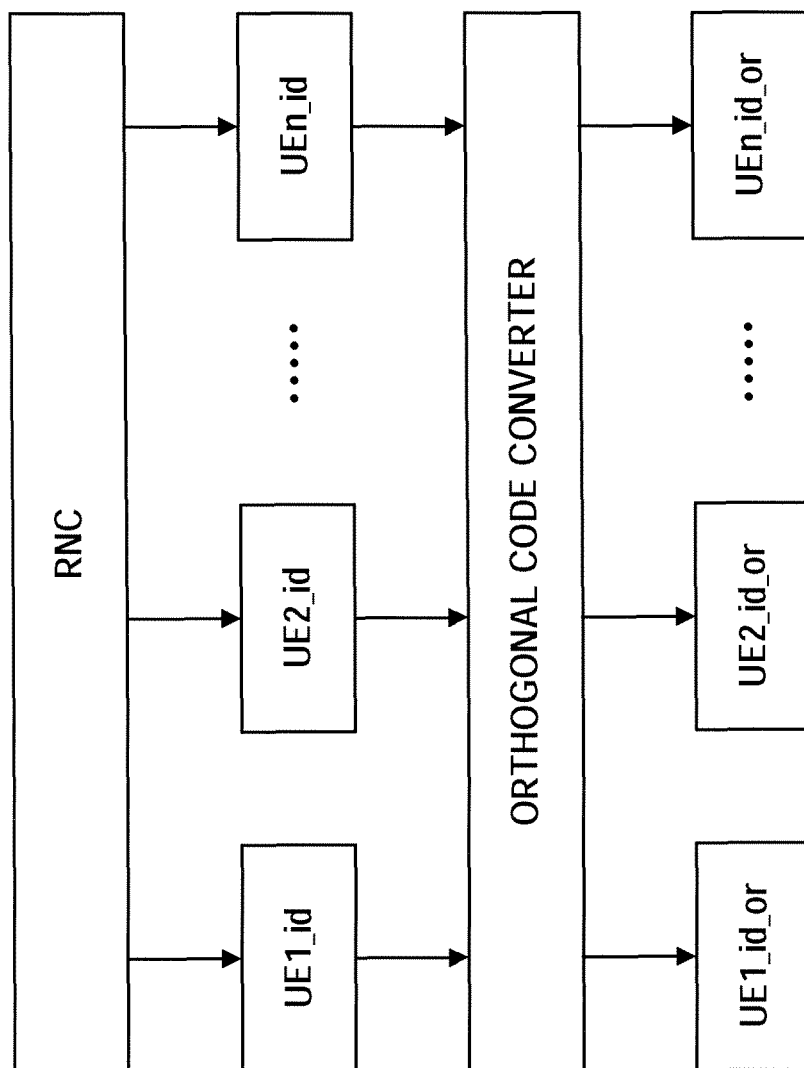 RNC
UE1_id
UE2_id
.....
UEn_id
ORTHOGONAL CODE CONVERTER
UE1_id_or
UE2_id_or
.....
UEn_id_or